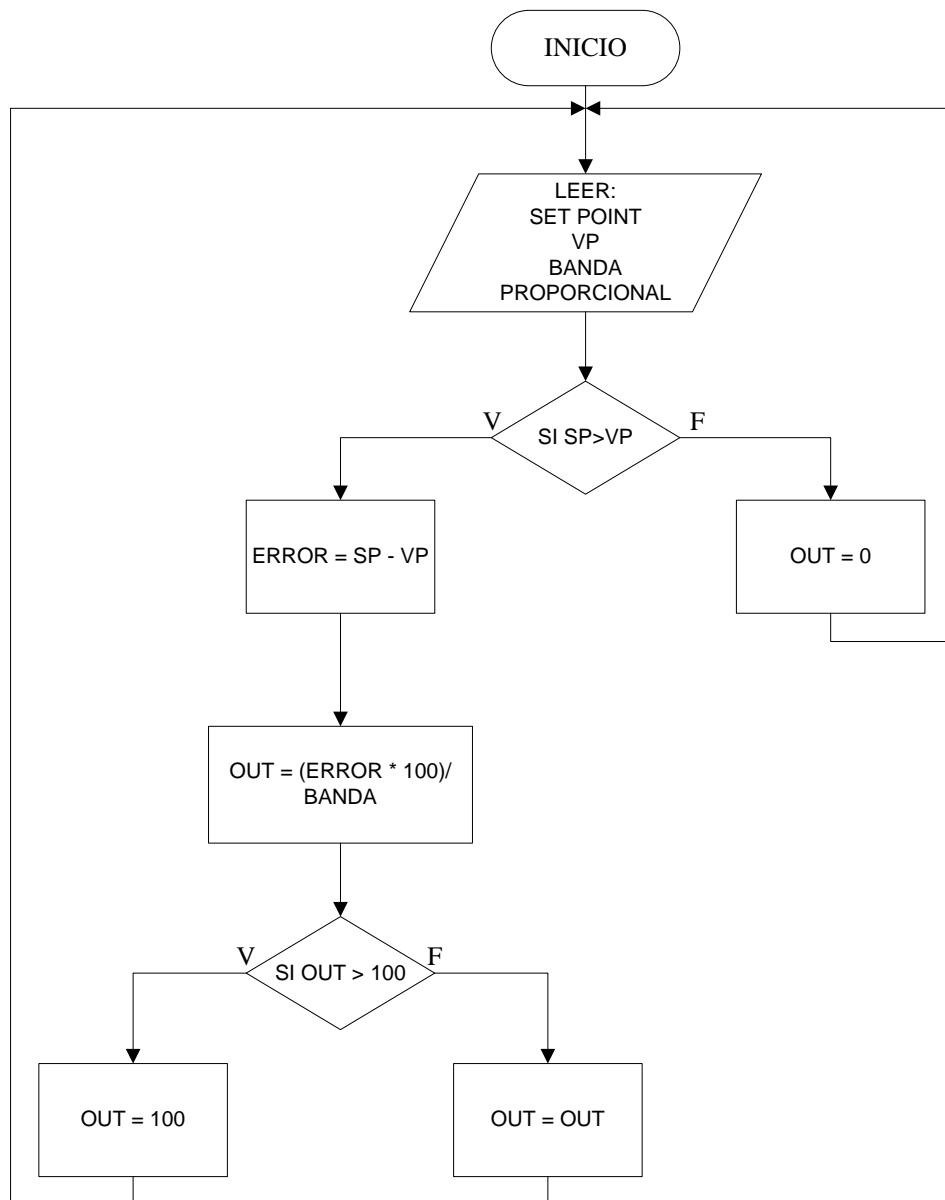 INICIO
LEER:
SET POINT
VP
BANDA
PROPORCIONAL
V
SI SP>VP
F
ERROR = SP - VP
OUT = 0
OUT = (ERROR * 100)/
BANDA
V
SI OUT > 100
F
OUT = 100
OUT = OUT